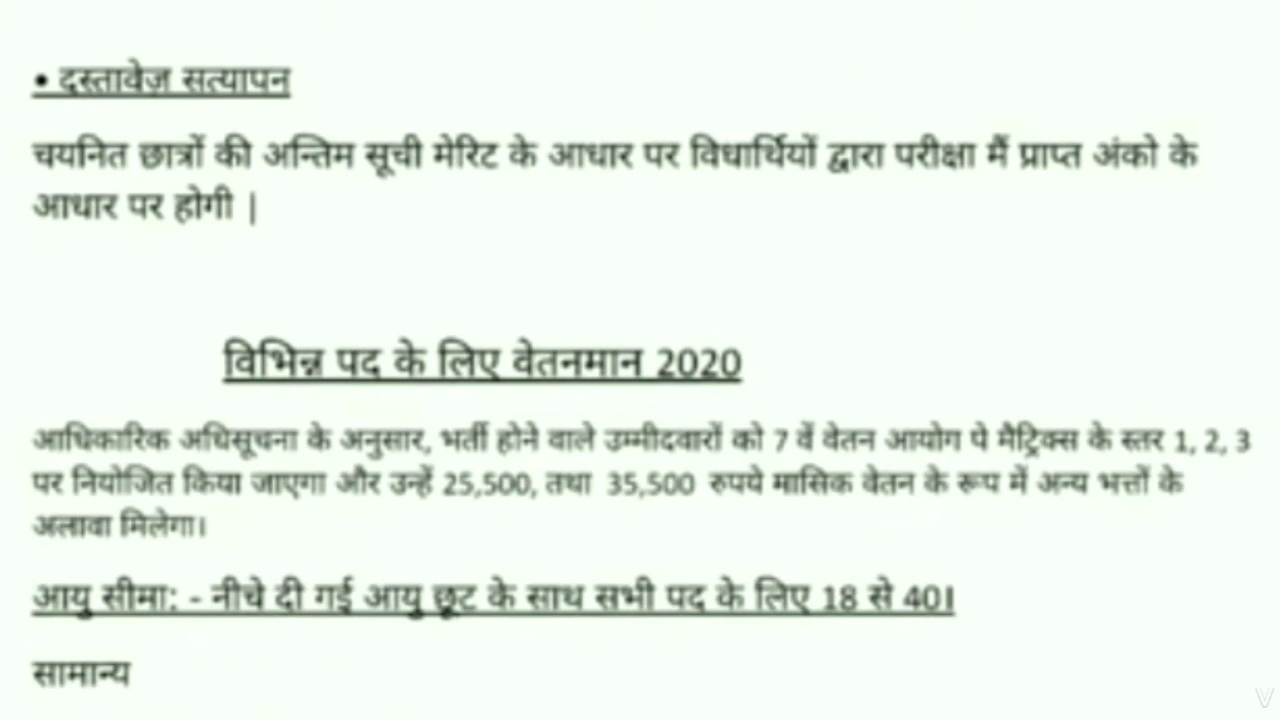 • दस्तावेज़ सत्यापन
चयनित छात्रों की अन्तिम सूची मेरिट के आधार पर विधार्थियों द्वारा परीक्षा मैं प्राप्त अंको के
आधार पर होगी |
विभिन्न पद के लिए वेतनमान 2020
आधिकारिक अधिसूचना के अनुसार, भर्ती होने वाले उम्मीदवारों को 7 वें वेतन आयोग पे मैट्रिक्स के स्तर 1, 2, 3
पर नियोजित किया जाएगा और उन्हें 25,500, तथा 35,500 रुपये मासिक वेतन के रूप में अन्य भत्तों के
अलावा मिलेगा।
आयु सीमा: - नीचे दी गई आयु छूट के साथ सभी पद के लिए 18 से 40।
सामान्य
V